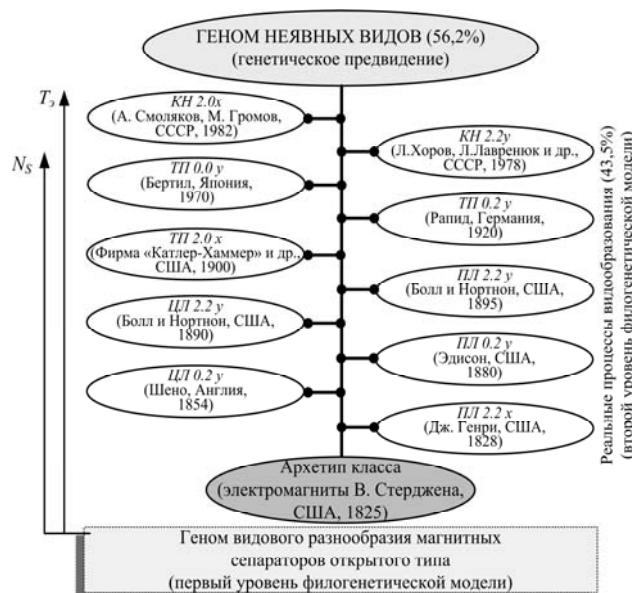 ГЕНОМ НЕЯВНЫХ ВИДОВ (56,2%)
(генетическое предвидение)
Tэ
NS
КН 2.0x
(А. Смоляков, М. Громов,
СССР, 1982)
КН 2.2y
(Л.Хоров, Л.Лавренюк и др.,
СССР, 1978)
ТП 0.0 y
(Бертил, Япония,
1970)
ТП 0.2 y
(Рапид, Германия,
1920)
ТП 2.0 x
(Фирма «Катлер-Хаммер» и др.,
США, 1900)
ПЛ 2.2 y
(Болл и Нортон, США,
1895)
ЦЛ 2.2 y
(Болл и Нортнон, США,
1890)
ПЛ 0.2 y
(Эдисон, США,
1880)
ЦЛ 0.2 y
(Шено, Англия,
1854)
ПЛ 2.2 x
(Дж. Генри, США,
1828)
Реальные процессы видообразования (43,5%)
(второй уровень филогенетической модели)
Архетип класса
(электромагниты В. Стерджена,
США, 1825)
Геном видового разнообразия магнитных
сепараторов открытого типа
(первый уровень филогенетической модели)